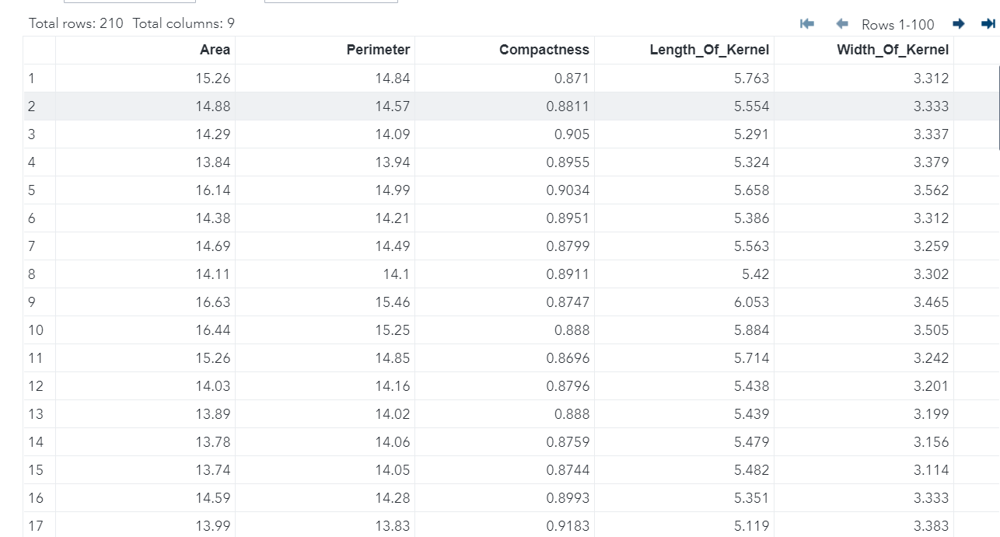 Total rows: 210 Total columns: 9 Rows 1-100
Area Perimeter Compactness Length_Of_Kernel Width_Of_Kernel
1 15.26 14.84 0.871 5.763 3.312
2 14.88 14.57 0.8811 5.554 3.333
3 14.29 14.09 0.905 5.291 3.337
4 13.84 13.94 0.8955 5.324 3.379
5 16.14 14.99 0.9034 5.658 3.562
6 14.38 14.21 0.8951 5.386 3.312
7 14.69 14.49 0.8799 5.563 3.259
8 14.11 14.1 0.8911 5.42 3.302
9 16.63 15.46 0.8747 6.053 3.465
10 16.44 15.25 0.888 5.884 3.505
11 15.26 14.85 0.8696 5.714 3.242
12 14.03 14.16 0.8796 5.438 3.201
13 13.89 14.02 0.888 5.439 3.199
14 13.78 14.06 0.8759 5.479 3.156
15 13.74 14.05 0.8744 5.482 3.114
16 14.59 14.28 0.8993 5.351 3.333
17 13.99 13.83 0.9183 5.119 3.383